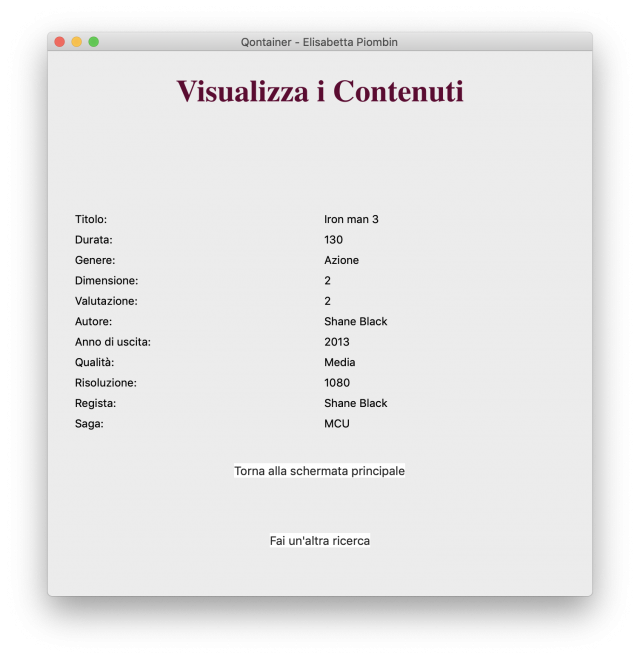 Qontainer - Elisabetta Piombin
Visualizza i Contenuti
Titolo: Iron man 3
Durata: 130
Genere: Azione
Dimensione: 2
Valutazione: 2
Autore: Shane Black
Anno di uscita: 2013
Qualità: Media
Risoluzione: 1080
Regista: Shane Black
Saga: MCU
Torna alla schermata principale
Fai un'altra ricerca